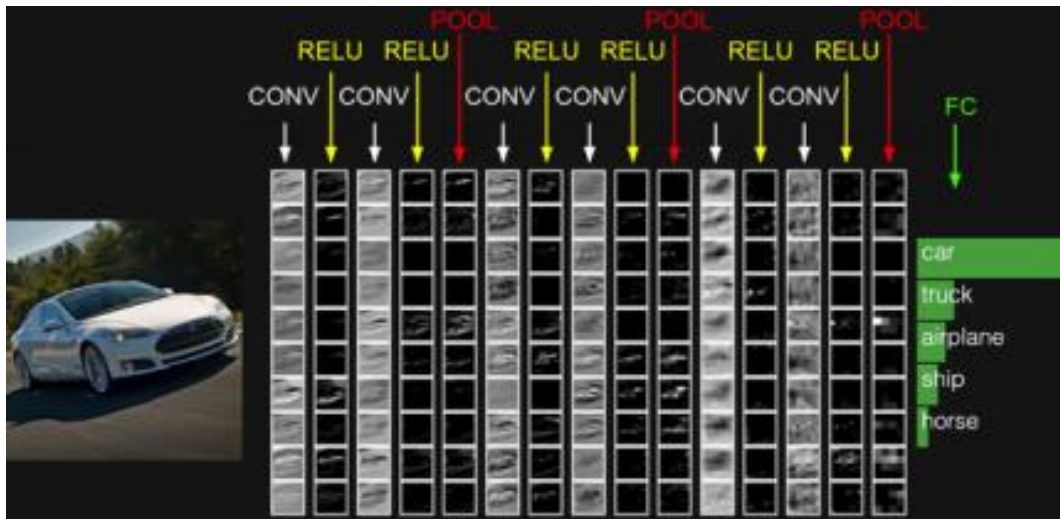 POOL POOL POOL
RELU RELU RELU RELU RELU RELU
CONV CONV CONV CONV CONV CONV
FC
car
truck
airplane
ship
horse